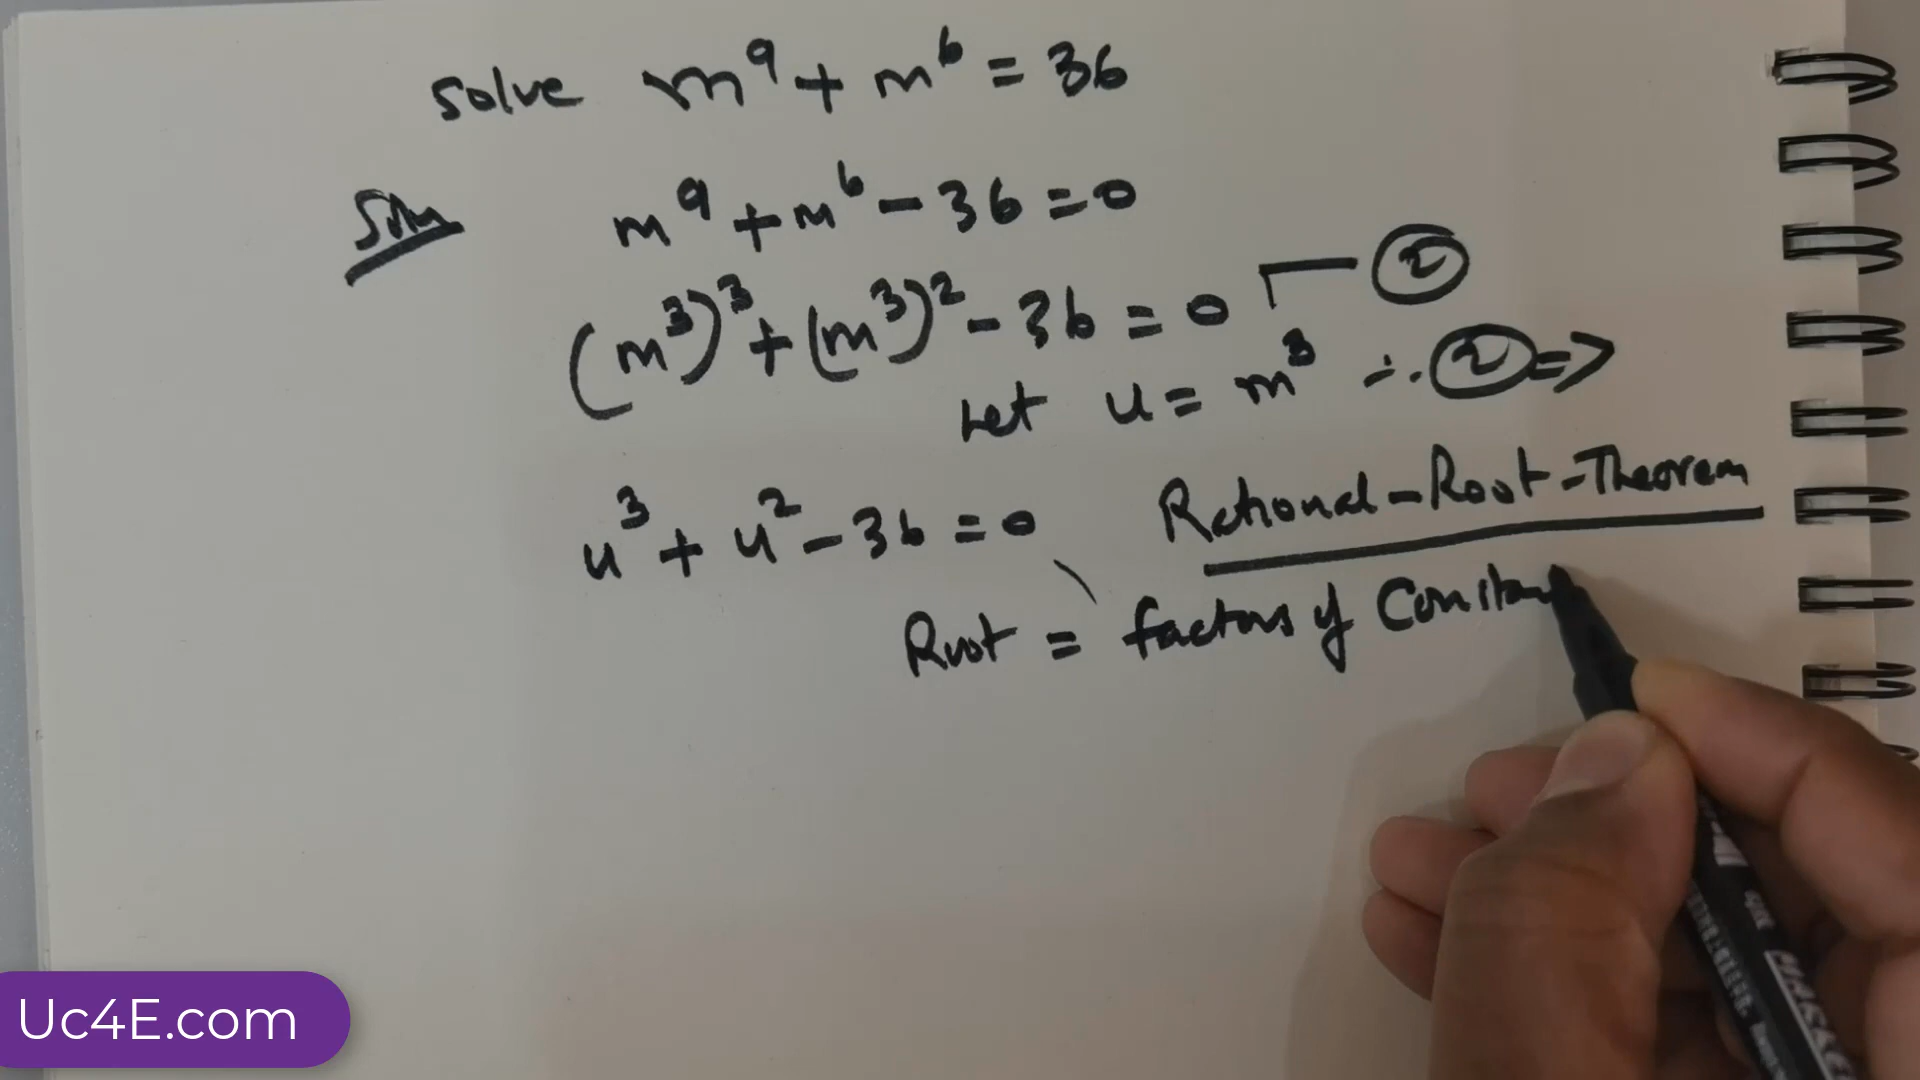 Solve m⁹ + m⁶ = 36
Soln m⁹ + m⁶ - 36 = 0
(m³)³ + (m³)² - 36 = 0 ②
Let u = m³ ∴ ② =>
u³ + u² - 36 = 0 Rational-Root-Theorem
Root = factors of Constan
Uc4E.com